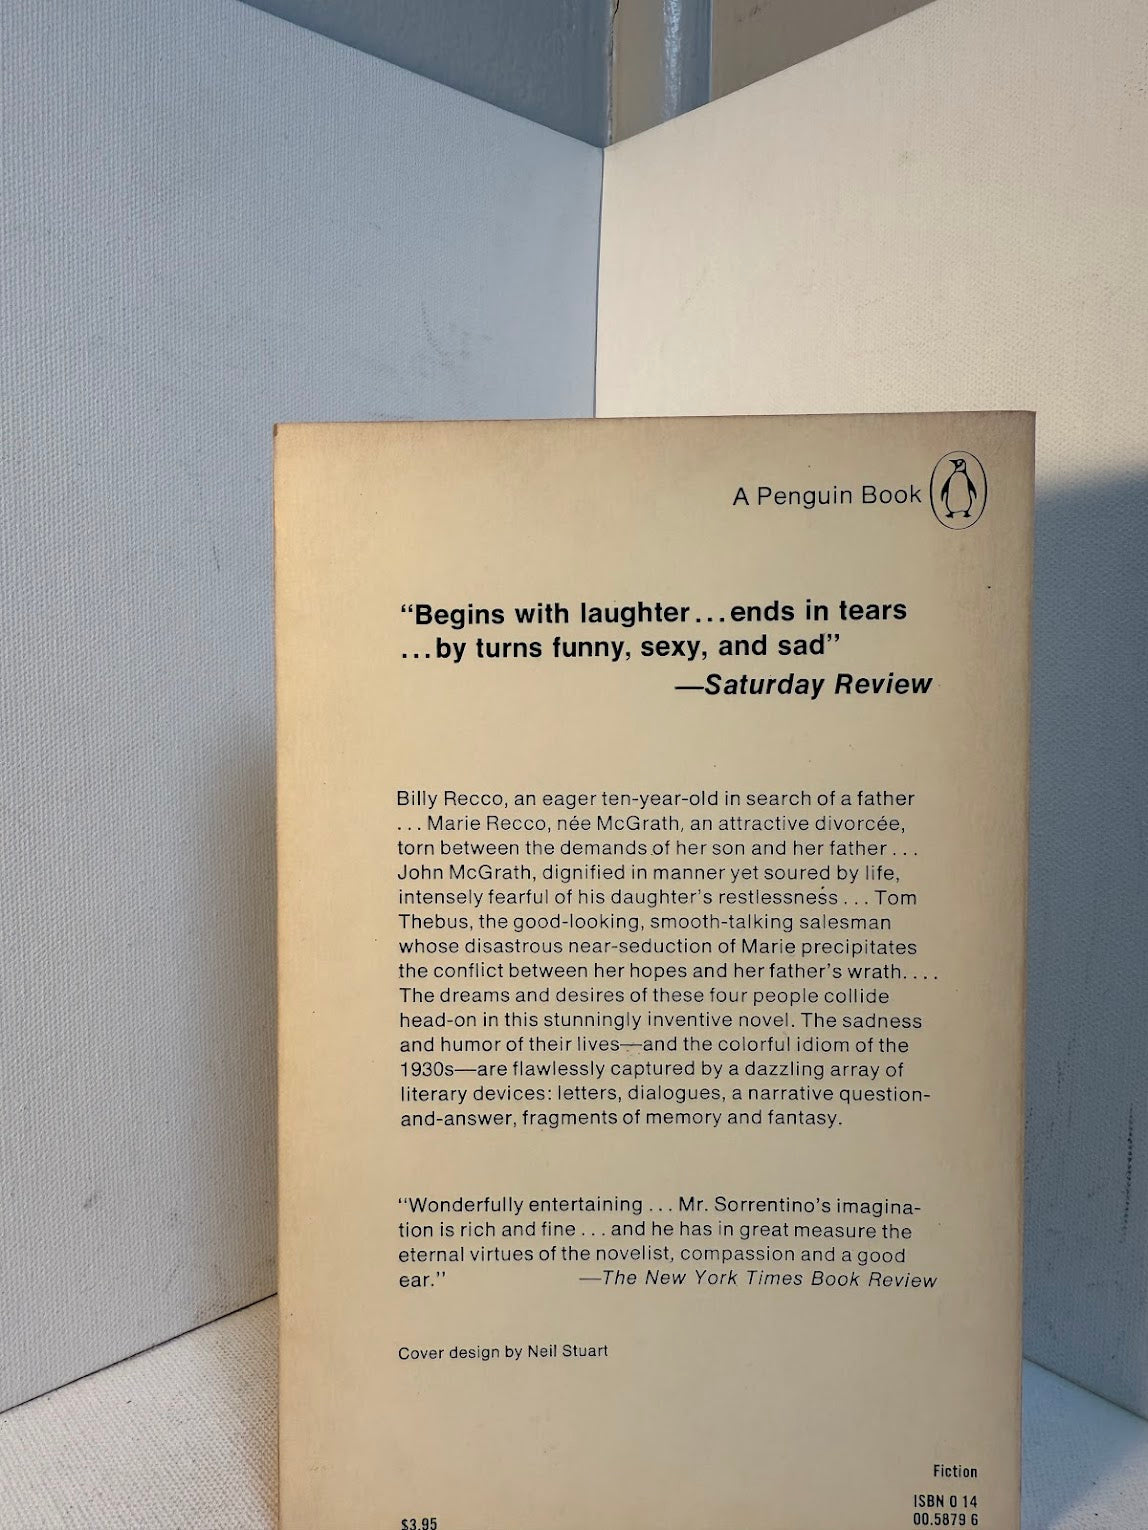 A Penguin Book
“Begins with laughter...ends in tears
...by turns funny, sexy, and sad”
—Saturday Review
Billy Recco, an eager ten-year-old in search of a father
... Marie Recco, née McGrath, an attractive divorcée,
torn between the demands of her son and her father ...
John McGrath, dignified in manner yet soured by life,
intensely fearful of his daughter's restlessness ... Tom
Thebus, the good-looking, smooth-talking salesman
whose disastrous near-seduction of Marie precipitates
the conflict between her hopes and her father's wrath....
The dreams and desires of these four people collide
head-on in this stunningly inventive novel. The sadness
and humor of their lives—and the colorful idiom of the
1930s—are flawlessly captured by a dazzling array of
literary devices: letters, dialogues, a narrative question-
and-answer, fragments of memory and fantasy.
“Wonderfully entertaining ... Mr. Sorrentino's imagina-
tion is rich and fine ... and he has in great measure the
eternal virtues of the novelist, compassion and a good
ear.” —The New York Times Book Review
Cover design by Neil Stuart
Fiction
ISBN 0 14
00.5879 6
$3.95